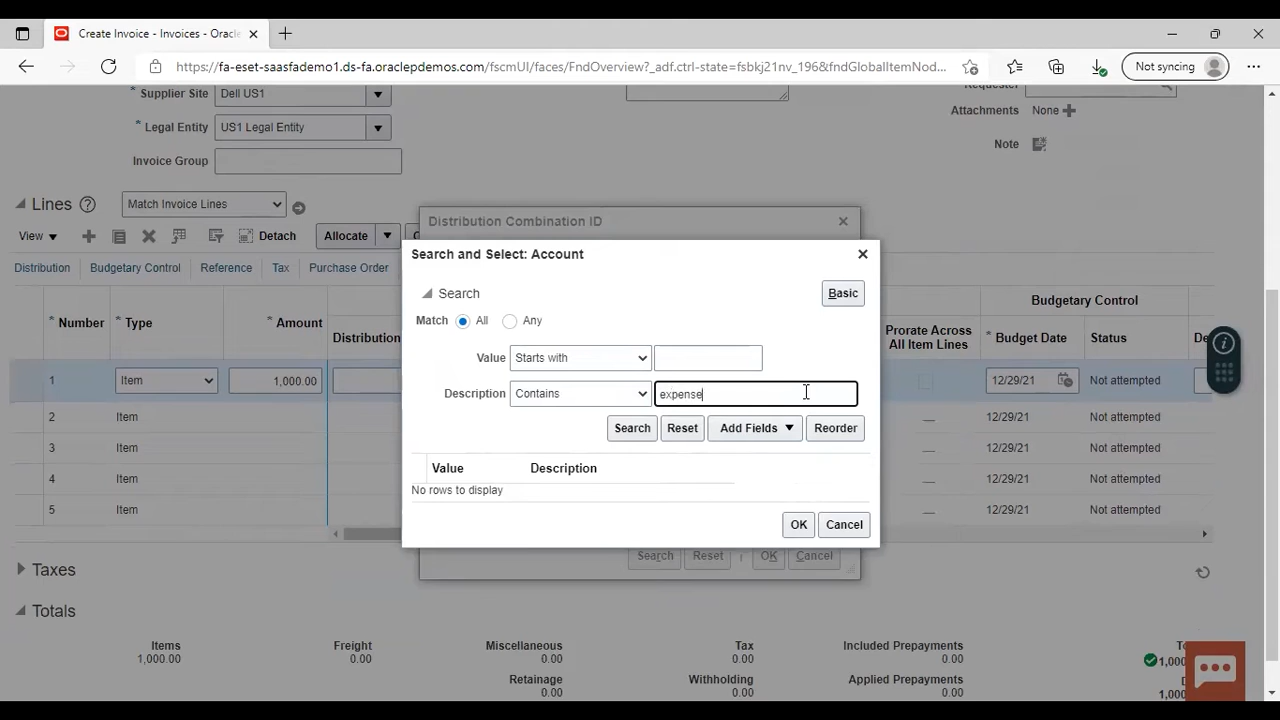 Create Invoice - Invoices - Oracle
https://fa-eset-saasfademo1.ds-fa.oraclepdemos.com/fscmUI/faces/FndOverview?_adf.ctrl-state=fsbkj21nv_196&fndGlobalItemNod...
Not syncing
* Supplier Site Dell US1
Attachments None
* Legal Entity US1 Legal Entity
Note
Invoice Group
Lines Match Invoice Lines
Distribution Combination ID
View Detach Allocate
Search and Select: Account
Distribution Budgetary Control Reference Tax Purchase Order
Search Basic
Match All Any
Budgetary Control
* Number * Type * Amount
Prorate Across All Item Lines * Budget Date Status
Value Starts with
1 Item 1,000.00 12/29/21 Not attempted
Description Contains expense
2 Item 12/29/21 Not attempted
Search Reset Add Fields Reorder
3 Item 12/29/21 Not attempted
Value Description
4 Item 12/29/21 Not attempted
No rows to display
5 Item 12/29/21 Not attempted
OK Cancel
Search Reset OK Cancel
Taxes
Totals
Items Freight Miscellaneous Tax Included Prepayments
1,000.00 0.00 0.00 0.00 0.00
Retainage Withholding Applied Prepayments
0.00 0.00 0.00